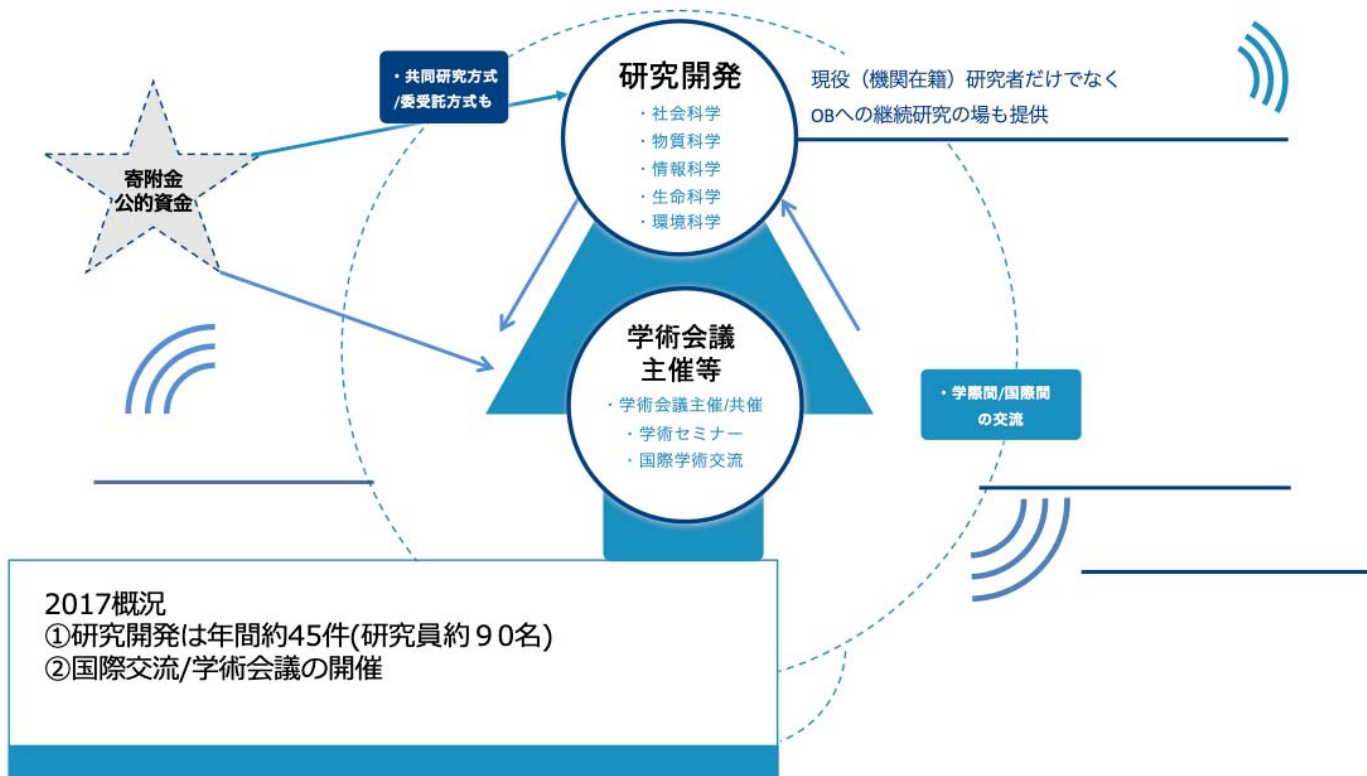 ・共同研究方式
/委受託方式も
研究開発
・社会科学
・物質科学
・情報科学
・生命科学
・環境科学
現役（機関在籍）研究者だけでなく
OBへの継続研究の場も提供
寄附金
公的資金
学術会議
主催等
・学術会議主催/共催
・学術セミナー
・国際学術交流
・学際間/国際間
の交流
2017概況
①研究開発は年間約45件(研究員約９0名)
②国際交流/学術会議の開催